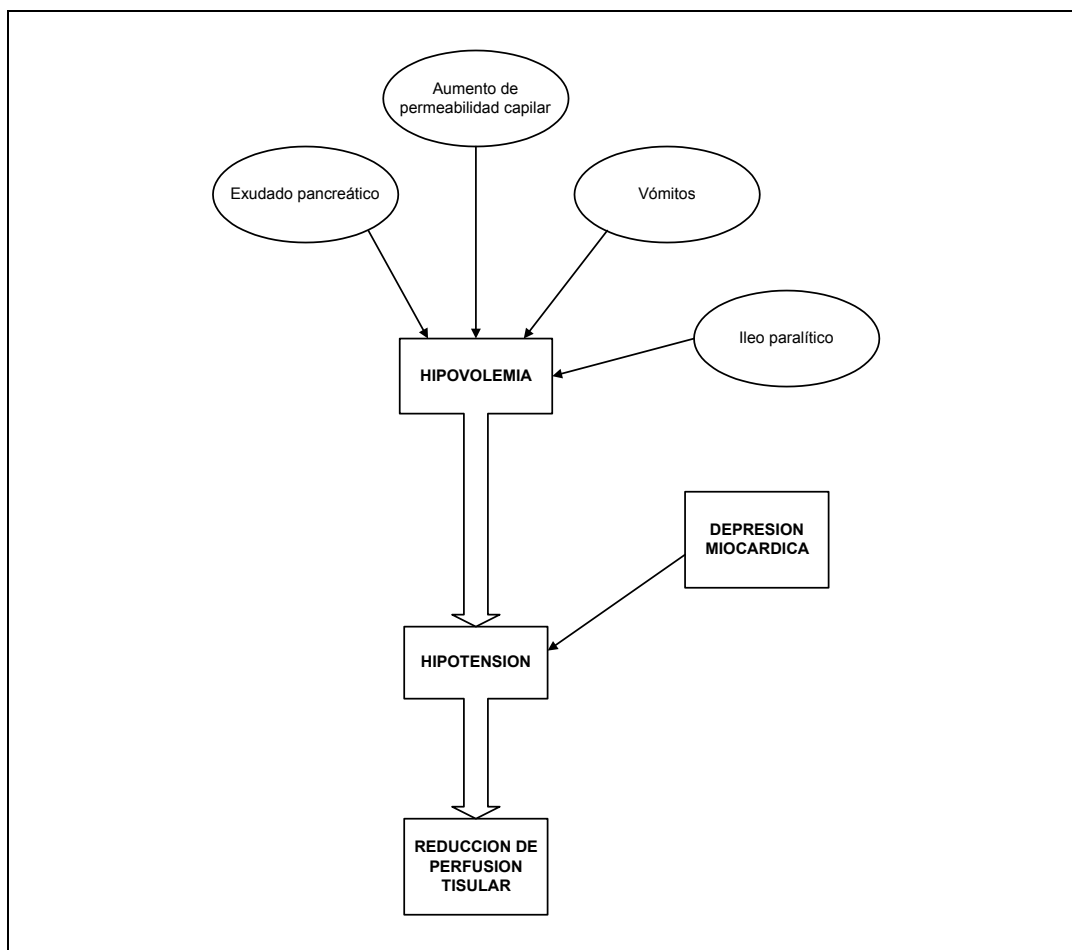 Aumento de
permeabilidad capilar
Exudado pancreático
Vómitos
Ileo paralítico
HIPOVOLEMIA
DEPRESION
MIOCARDICA
HIPOTENSION
REDUCCION DE
PERFUSION
TISULAR